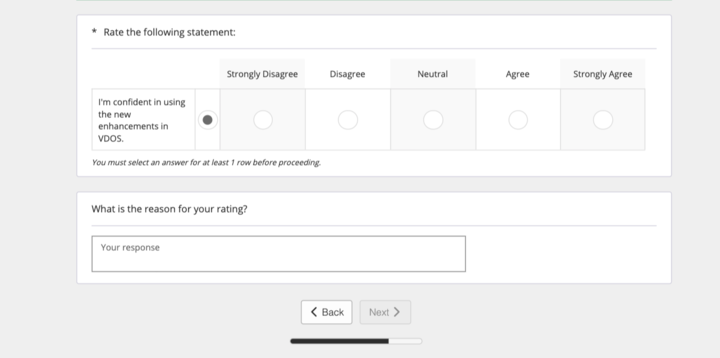 * Rate the following statement:
Strongly Disagree Disagree Neutral Agree Strongly Agree
I'm confident in using
the new
enhancements in
VDOS.
You must select an answer for at least 1 row before proceeding.
What is the reason for your rating?
Your response
Back Next